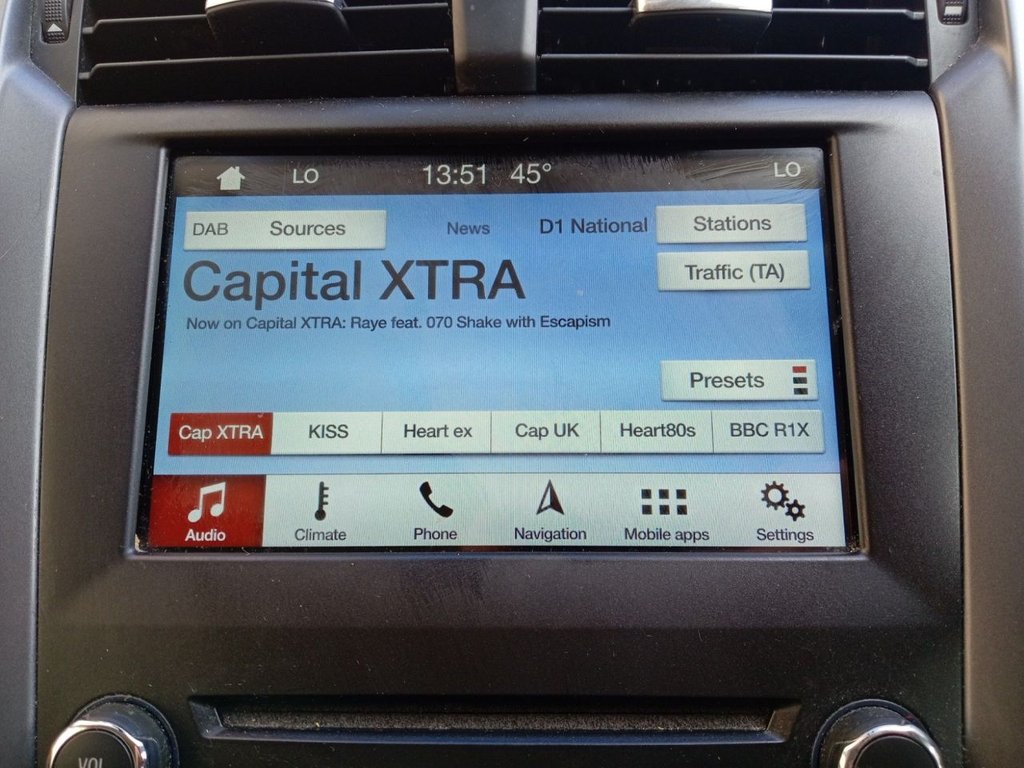 LO 13:51 45° LO
DAB Sources News D1 National Stations
Capital XTRA
Traffic (TA)
Now on Capital XTRA: Raye feat. 070 Shake with Escapism
Presets
Cap XTRA KISS Heart ex Cap UK Heart80s BBC R1X
Audio Climate Phone Navigation Mobile apps Settings
VOL